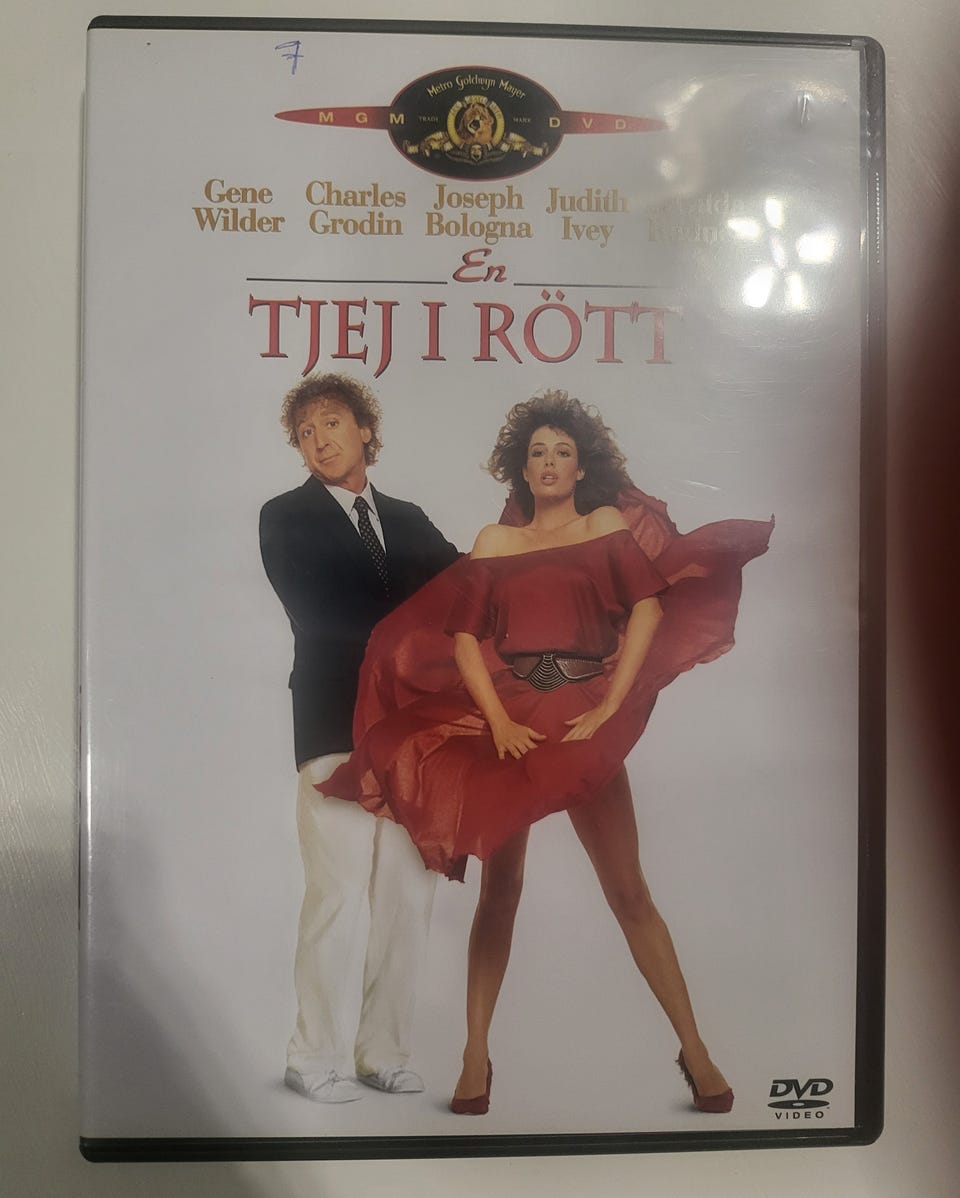 7
Metro Goldwyn Mayer
MGM TRADE MARK DVD
Gene Charles Joseph Judith
Wilder Grodin Bologna Ivey
En
TJEJ I RÖTT
DVD
VIDEO